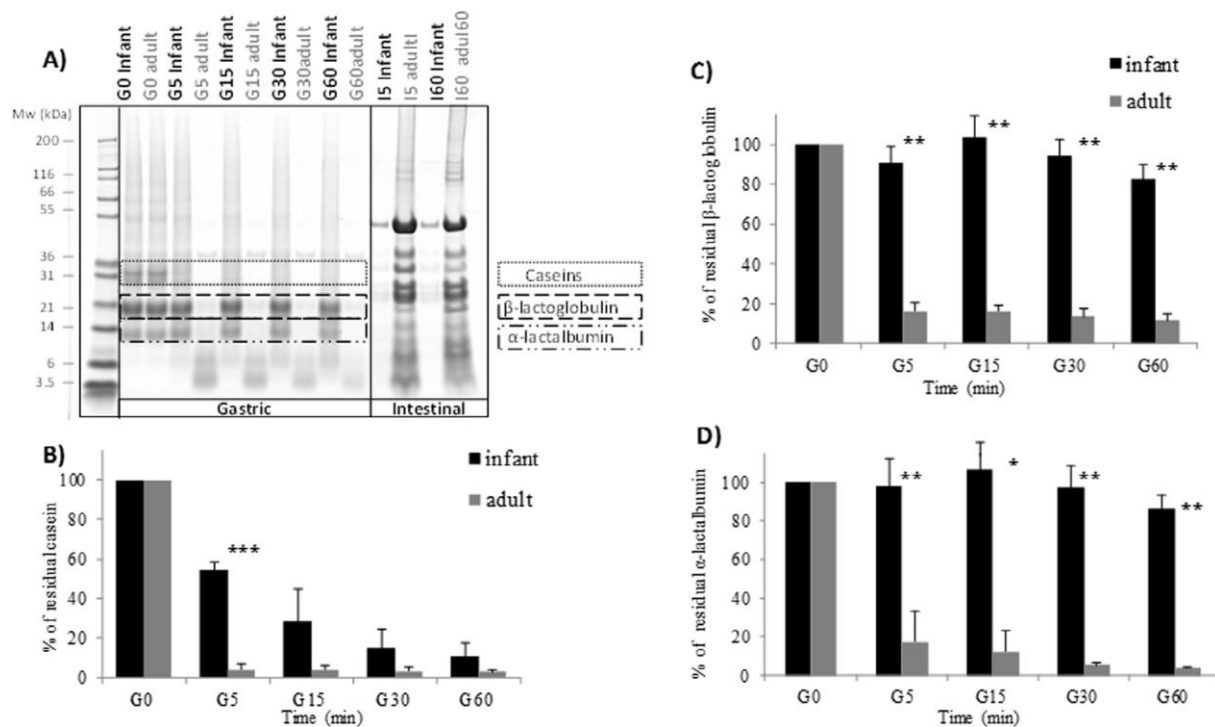 A)
G0 Infant
G0 adult
G5 Infant
G5 adult
G15 Infant
G15 adult
G30 Infant
G30adult
G60 Infant
G60adult
I5 Infant
I5 adultI
I60 Infant
I60 adul60
Mw (kDa)
200
116
66
55
36
31
21
14
6
3.5
Caseins
β-lactoglobulin
α-lactalbumin
Gastric
Intestinal
B)
infant
adult
% of residual casein
100
80
60
40
20
0
***
G0 G5 G15 G30 G60
Time (min)
C)
infant
adult
% of residual β-lactoglobulin
100
80
60
40
20
0
** ** ** **
G0 G5 G15 G30 G60
Time (min)
D)
infant
adult
% of residual α-lactalbumin
100
80
60
40
20
0
** * ** **
G0 G5 G15 G30 G60
Time (min)